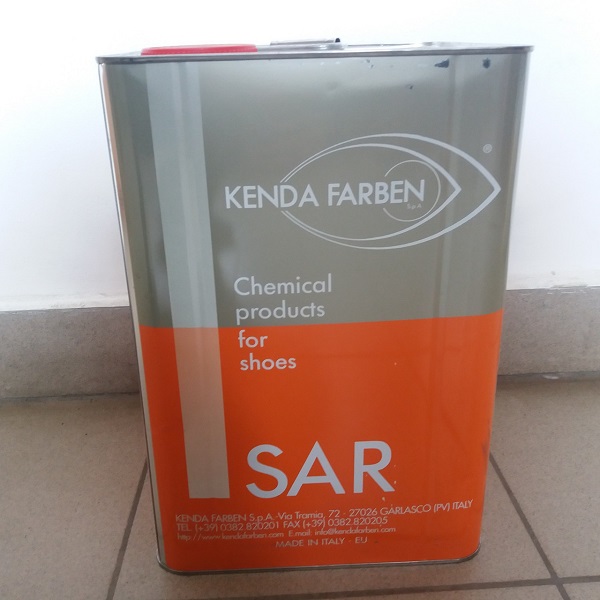 KENDA FARBEN
S.p.A.
®
Chemical
products
for
shoes
SAR
KENDA FARBEN S.p.A. -Via Tramia, 72 - 27026 GARLASCO (PV) ITALY
TEL. (+39) 0382.820201 FAX (+39) 0382.820205
http://www.kendafarben.com E.mail: info@kendafarben.com
MADE IN ITALY - EU